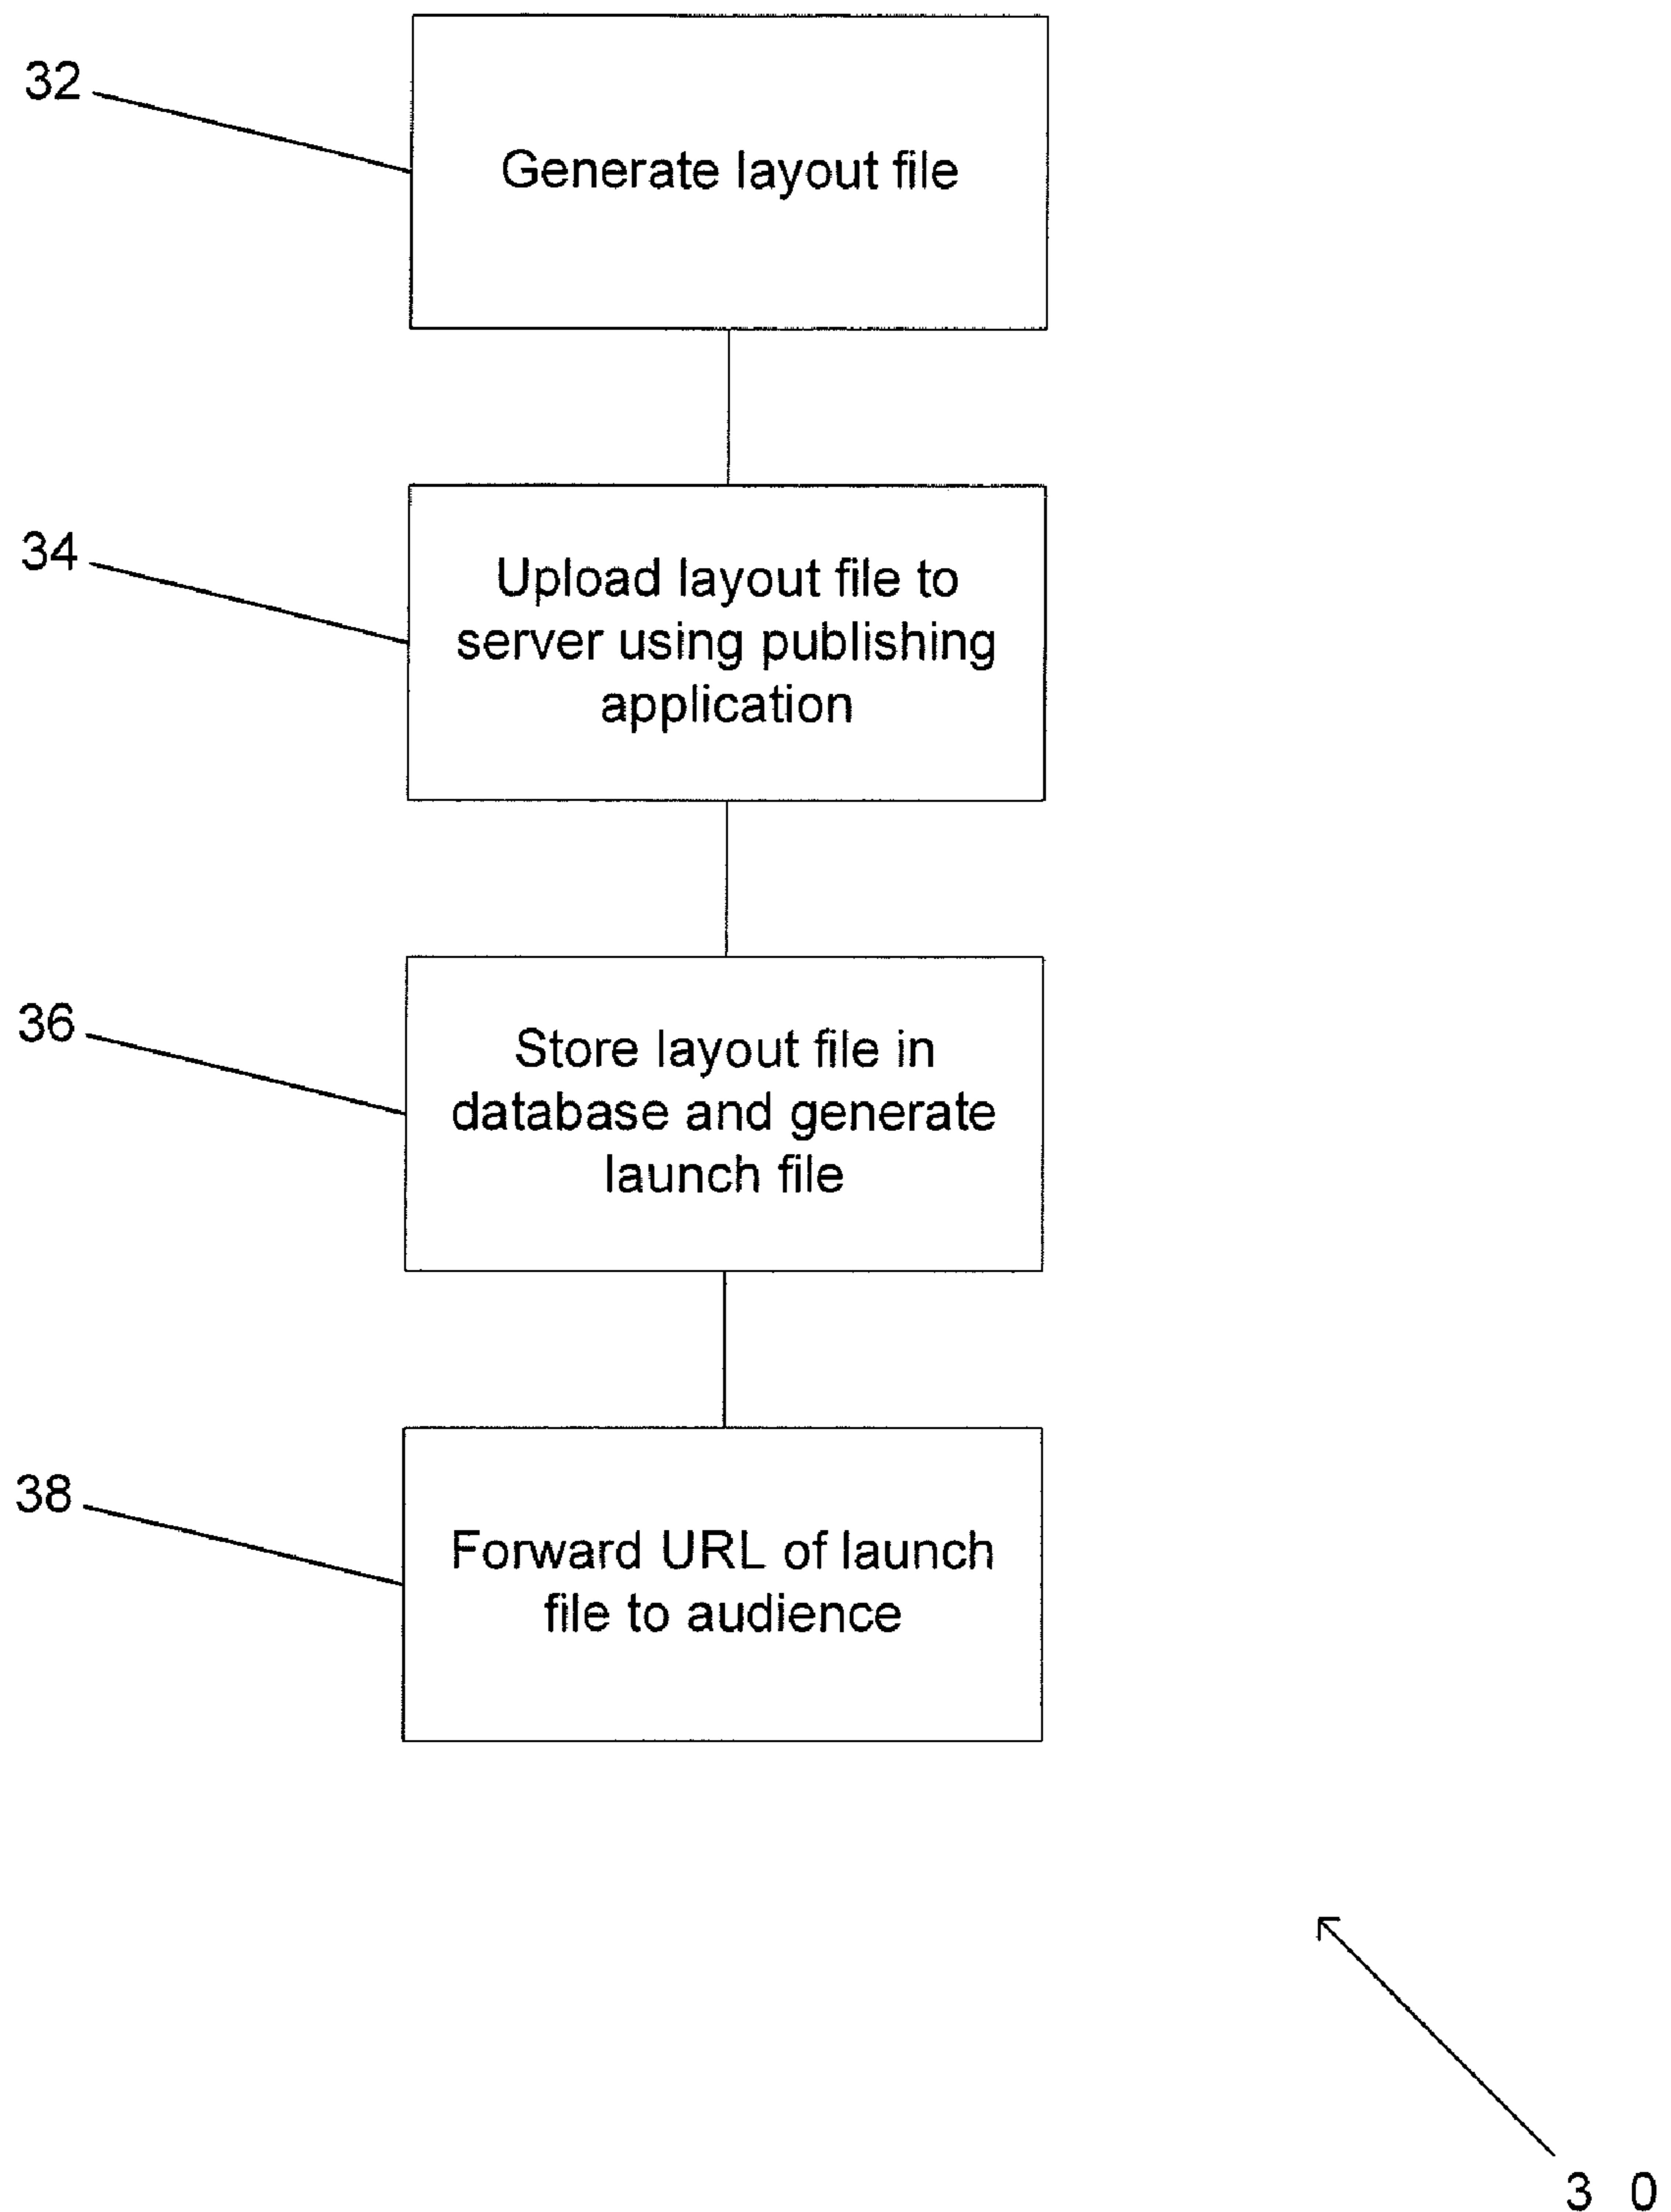 32
Generate layout file
34
Upload layout file to
server using publishing
application
36
Store layout file in
database and generate
launch file
38
Forward URL of launch
file to audience
3 0